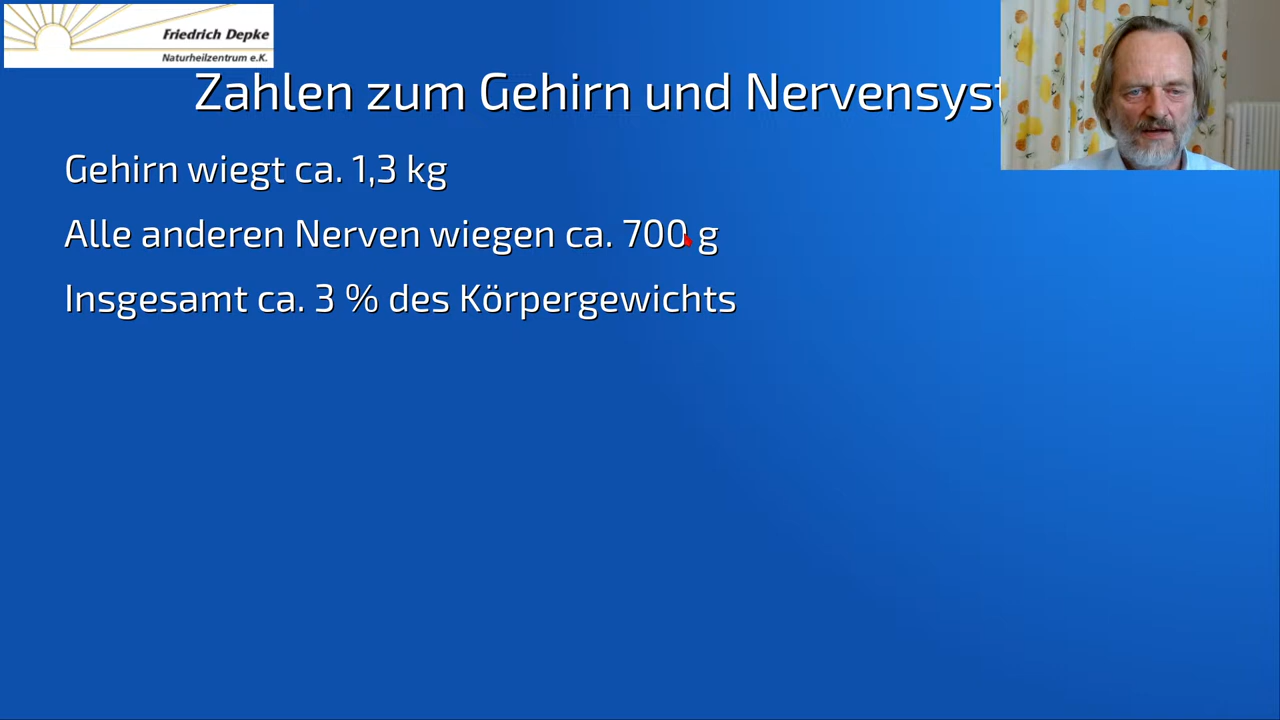 Friedrich Depke
Naturheilzentrum e.K.
Zahlen zum Gehirn und
Gehirn wiegt ca. 1,3 kg
Alle anderen Nerven wiegen ca. 700 g
Insgesamt ca. 3 % des Körpergewichts